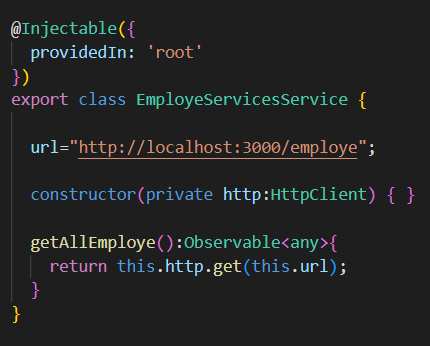 @Injectable({
  providedIn: 'root'
})
export class EmployeServicesService {
url="http://localhost:3000/employe";
constructor(private http:HttpClient) { }
getAllEmploye():Observable<any>{
return this.http.get(this.url);
}
}